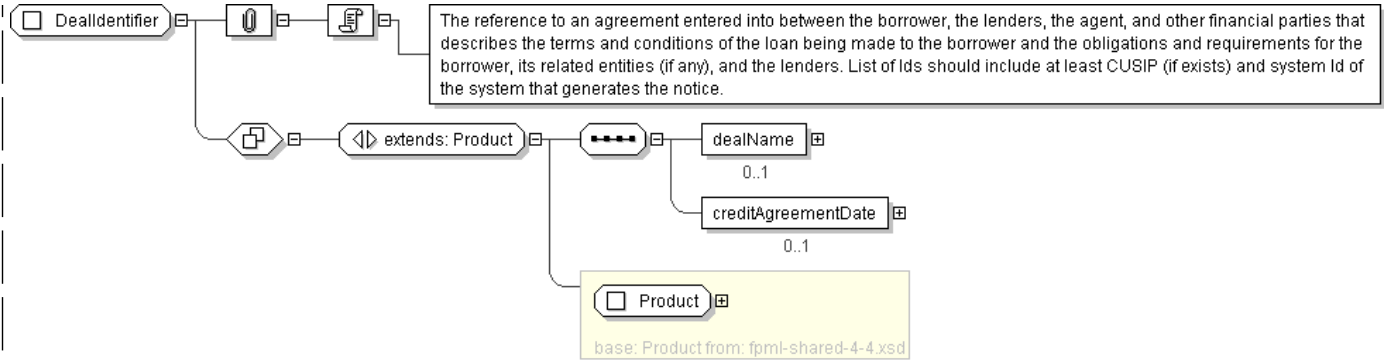 DealIdentifier
The reference to an agreement entered into between the borrower, the lenders, the agent, and other financial parties that
describes the terms and conditions of the loan being made to the borrower and the obligations and requirements for the
borrower, its related entities (if any), and the lenders. List of Ids should include at least CUSIP (if exists) and system Id of
the system that generates the notice.
extends: Product
dealName
0..1
creditAgreementDate
0..1
Product
base: Product from: fpml-shared-4-4.xsd